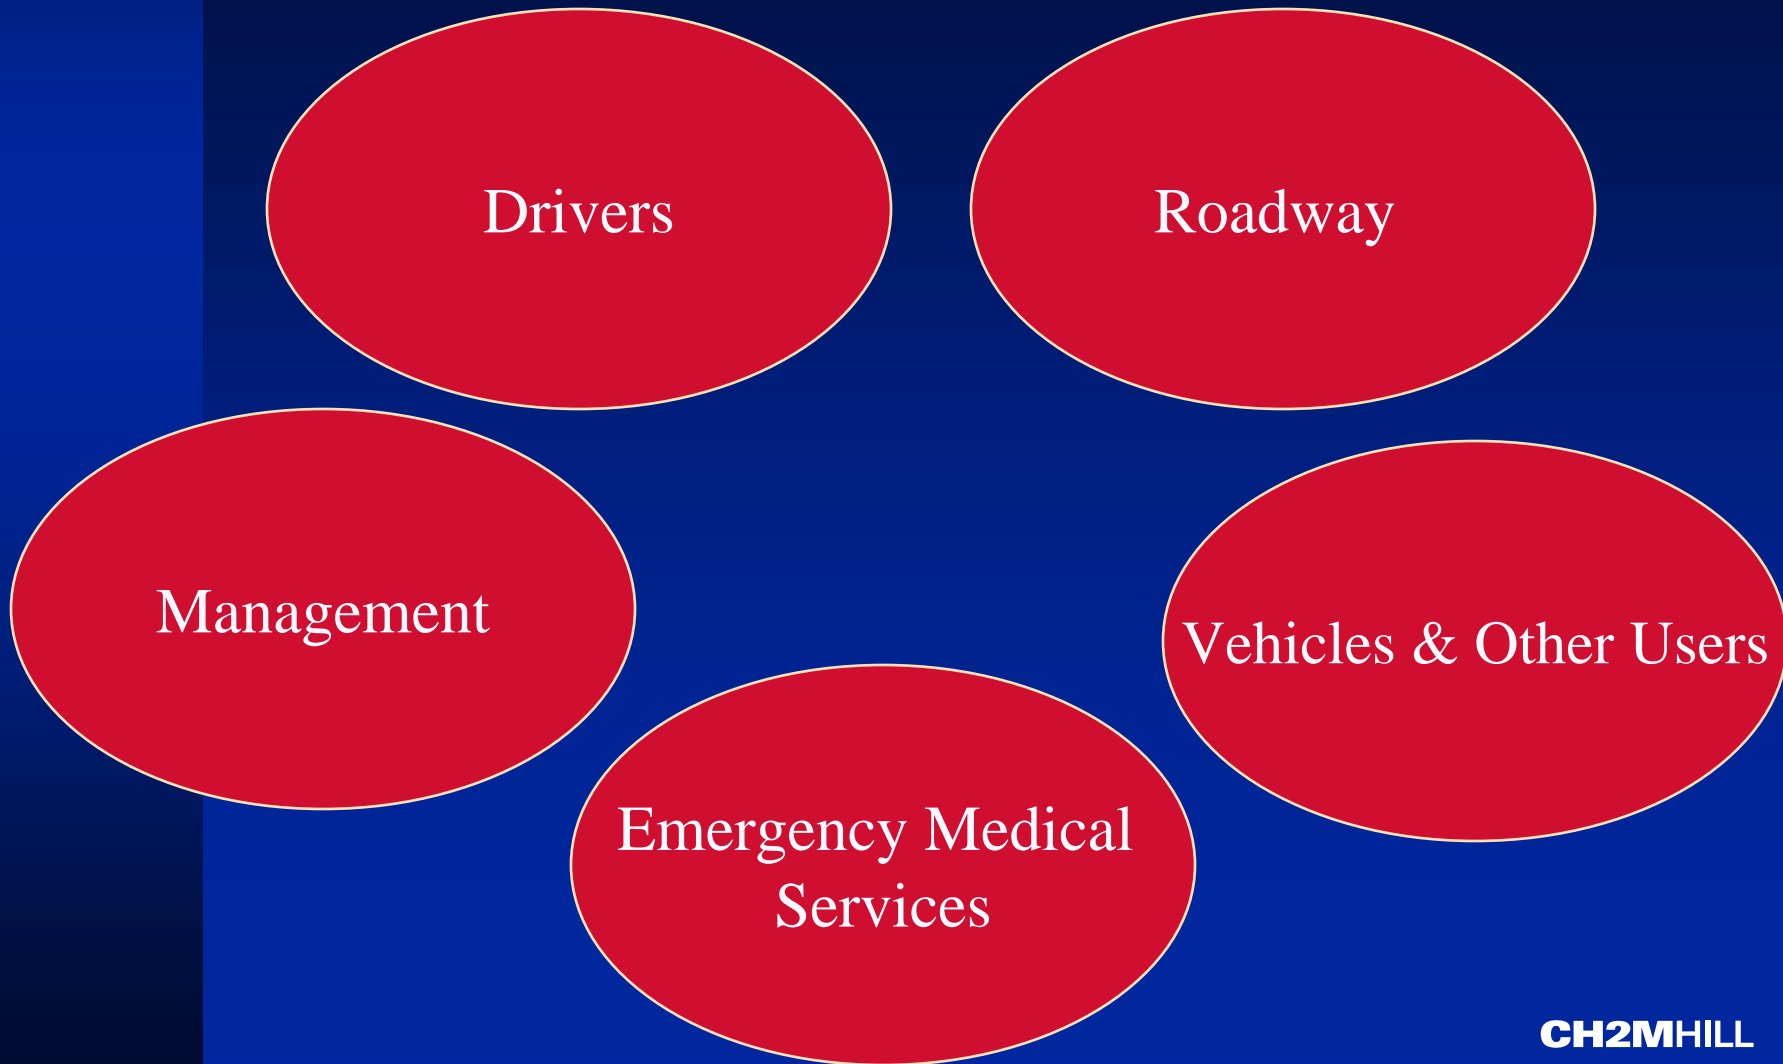 Drivers
Roadway
Management
Vehicles & Other Users
Emergency Medical
Services
CH2MHILL